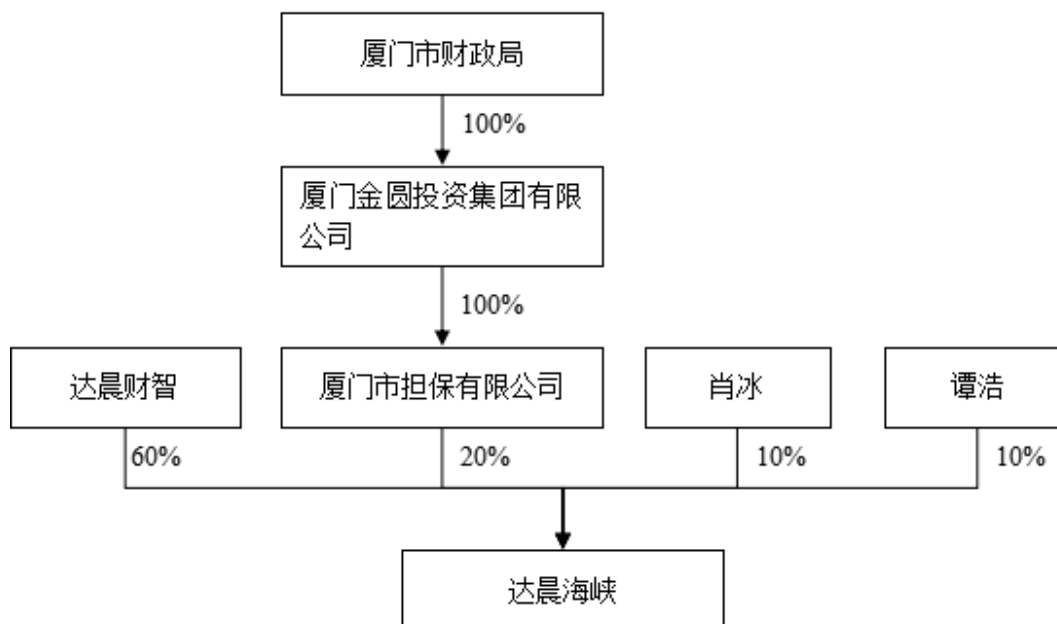 厦门市财政局
100%
厦门金圆投资集团有限
公司
100%
达晨财智
厦门市担保有限公司
肖冰
谭浩
60%
20%
10%
10%
达晨海峡